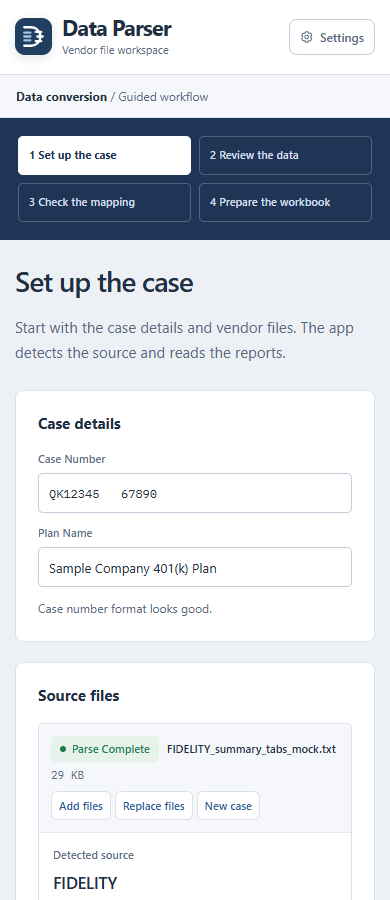 Data Parser
Vendor file workspace
Settings
Data conversion / Guided workflow
1 Set up the case
2 Review the data
3 Check the mapping
4 Prepare the workbook
Set up the case
Start with the case details and vendor files. The app
detects the source and reads the reports.
Case details
Case Number
QK12345   67890
Plan Name
Sample Company 401(k) Plan
Case number format looks good.
Source files
Parse Complete
FIDELITY_summary_tabs_mock.txt
29 KB
Add files
Replace files
New case
Detected source
FIDELITY